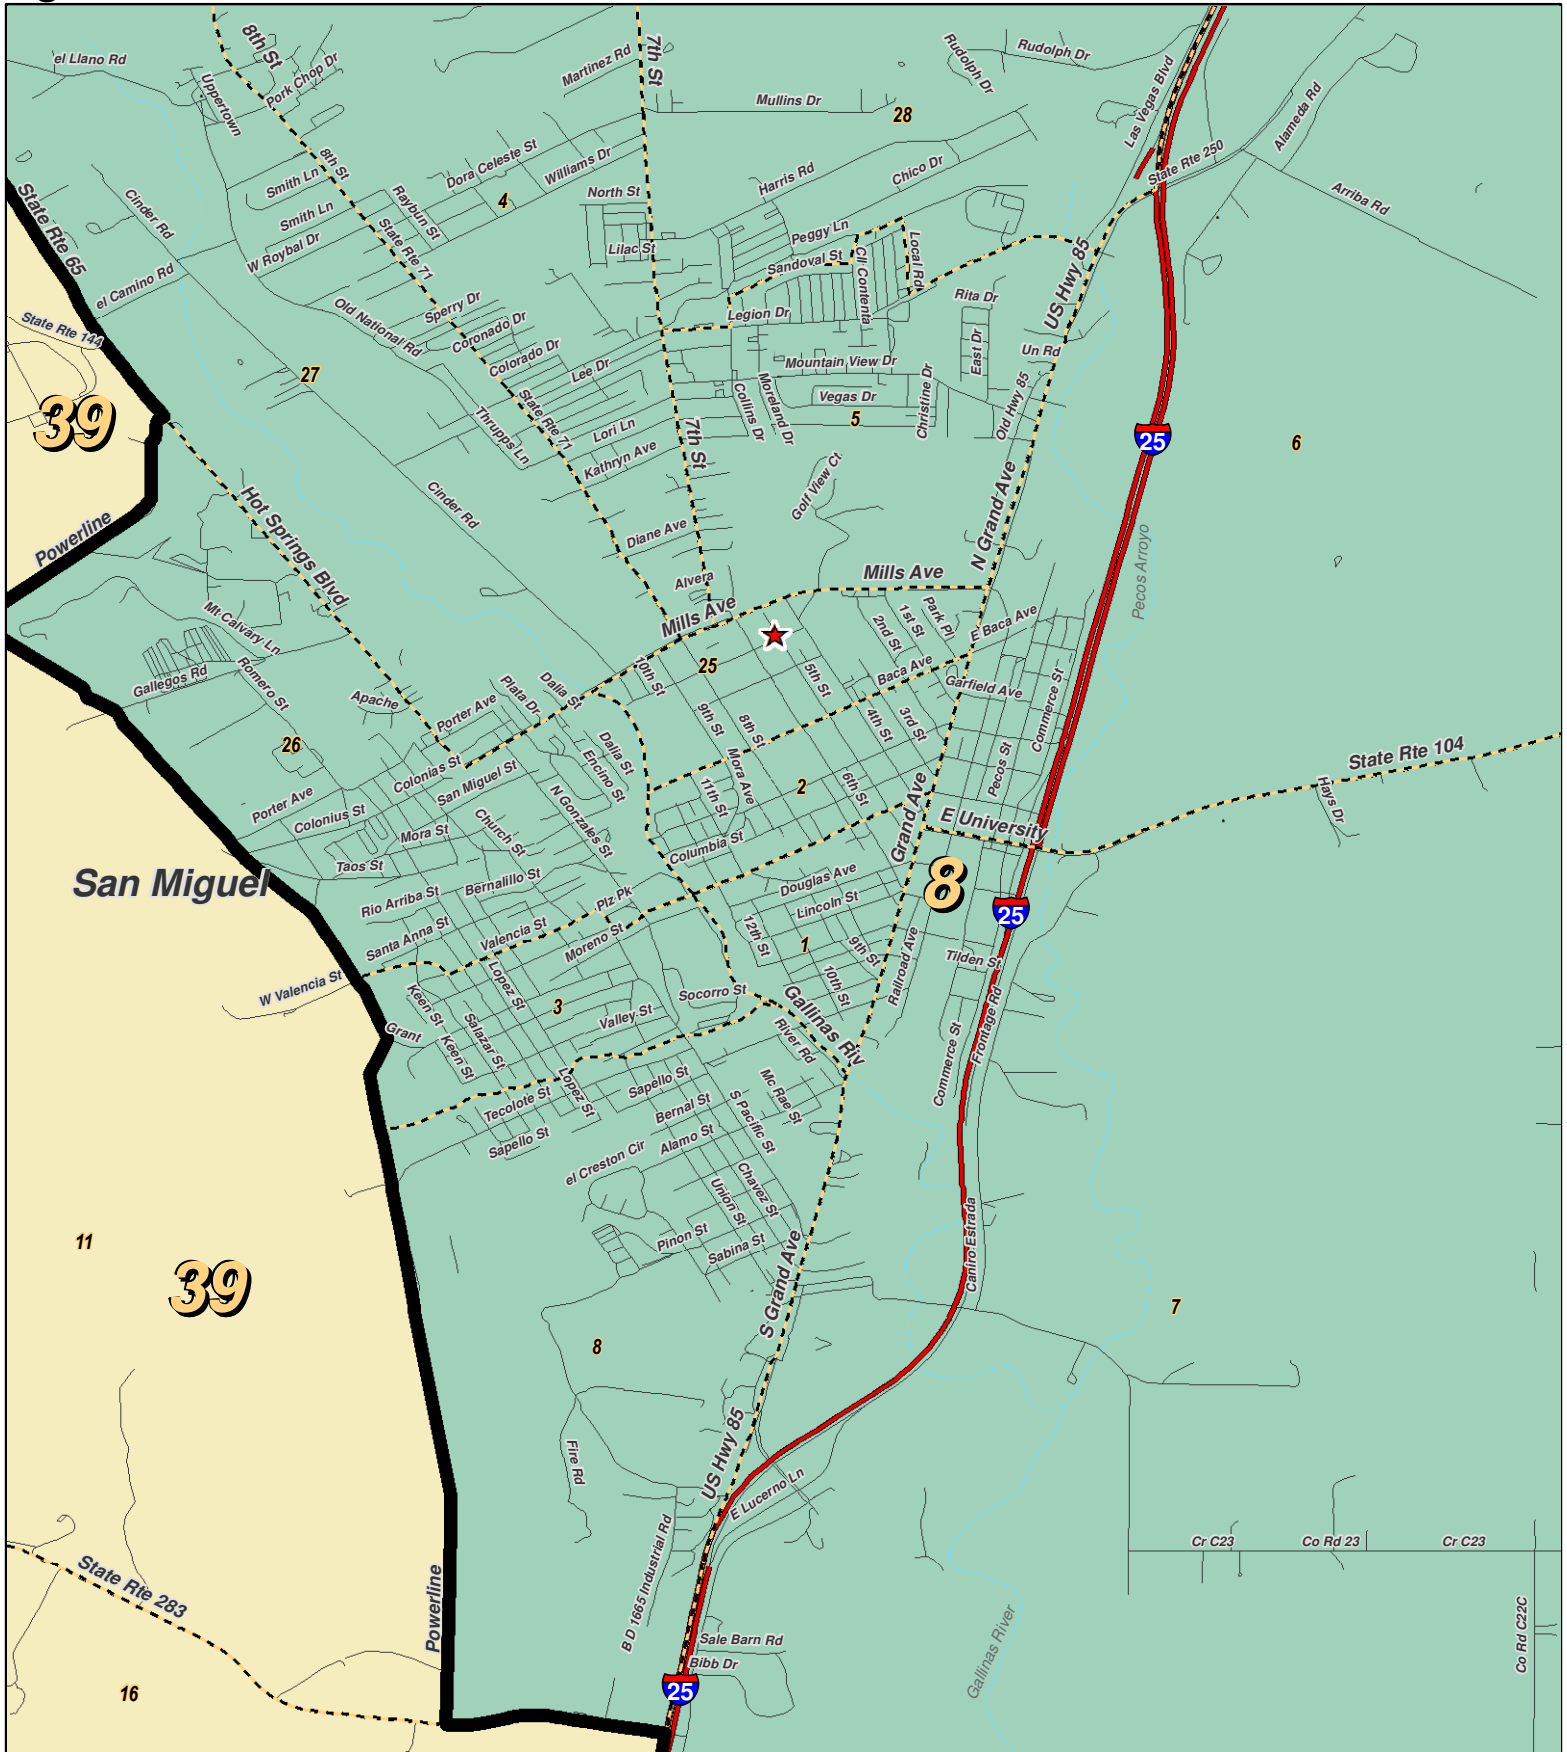 el Llano Rd
8th St
Pork Chop Dr
Uppertown
Martinez Rd
7th St
Mullins Dr
28
Rudolph Dr
Rudolph Dr
Las Vegas Blvd
State Rte 250
Alameda Rd
Arriba Rd
State Rte 65
Cinder Rd
Smith Ln
8th St
Smith Ln
W Roybal Dr
Raybun St
State Rte 71
Dora Celeste St
Williams Dr
4
North St
Lilac St
Harris Rd
Chico Dr
Peggy Ln
Sandoval St
Cll Contenta
Local Rd
Legion Dr
Rita Dr
US Hwy 85
el Camino Rd
State Rte 144
Old National Rd
Sperry Dr
Coronado Dr
Colorado Dr
Lee Dr
Mountain View Dr
East Dr
Un Rd
27
39
State Rte 71
Thrupps Ln
Lori Ln
Kathryn Ave
7th St
Collins Dr
Moreland Dr
Vegas Dr
5
Christine Dr
Old Hwy 85
25
6
Golf View Ct
N Grand Ave
Powerline
Hot Springs Blvd
Cinder Rd
Diane Ave
Alvera
Mills Ave
Mills Ave
Pecos Arroyo
Mt Calvary Ln
Gallegos Rd
Romero St
Apache
Porter Ave
Plata Dr
Dalia St
10th St
25
5th St
2nd St
1st St
Park Pl
E Baca Ave
Baca Ave
Garfield Ave
Commerce St
26
9th St
8th St
4th St
3rd St
Dalia St
Encino St
Mora Ave
11th St
2
6th St
Pecos St
State Rte 104
Hays Dr
Porter Ave
Colonias St
Colonius St
San Miguel St
N Gonzales St
Mora St
Church St
Columbia St
Grand Ave
E University
San Miguel
Taos St
Bernalillo St
Rio Arriba St
Plz Pk
Douglas Ave
Lincoln St
8
25
Santa Anna St
Valencia St
Moreno St
12th St
1
9th St
Railroad Ave
Tilden St
W Valencia St
Lopez St
Keen St
3
Socorro St
10th St
Gallinas Riv
Grant
Keen St
Salazar St
Valley St
River Rd
Commerce St
Frontage Rd
Tecolote St
Lopez St
Sapello St
Mc Rae St
Bernal St
S Pacific St
Sapello St
Alamo St
el Creston Cir
Union St
Chavez St
Pinon St
Sabina St
Caniro Estrada
11
39
S Grand Ave
7
8
US Hwy 85
Fire Rd
E Lucerno Ln
Cr C23
Co Rd 23
Cr C23
State Rte 283
Powerline
B D 1665 Industrial Rd
Sale Barn Rd
Bibb Dr
25
Gallinas River
Co Rd C22C
16